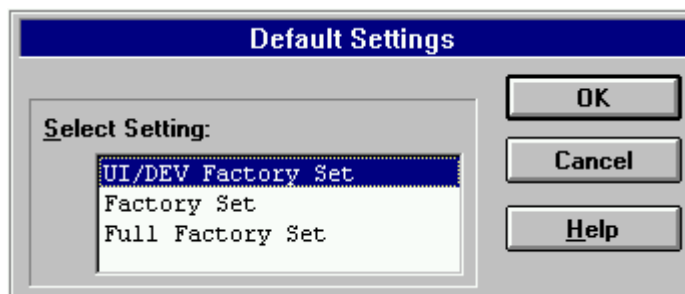 Default Settings
Select Setting:
UI/DEV Factory Set
Factory Set
Full Factory Set
OK
Cancel
Help